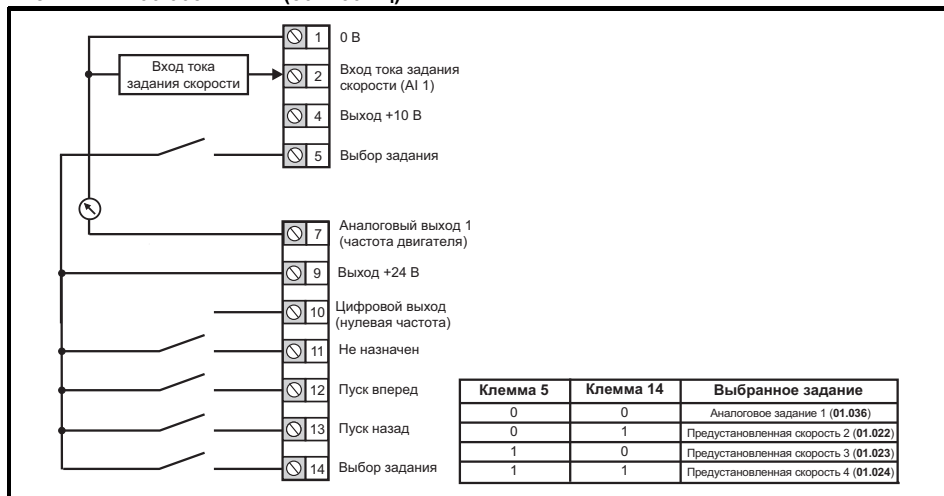 1 0 В
Вход тока
задания скорости
2 Вход тока задания
скорости (AI 1)
4 Выход +10 В
5 Выбор задания
7 Аналоговый выход 1
(частота двигателя)
9 Выход +24 В
10 Цифровой выход
(нулевая частота)
11 Не назначен
12 Пуск вперед
13 Пуск назад
14 Выбор задания
Клемма 5 Клемма 14 Выбранное задание
0 0 Аналоговое задание 1 (01.036)
0 1 Предустановленная скорость 2 (01.022)
1 0 Предустановленная скорость 3 (01.023)
1 1 Предустановленная скорость 4 (01.024)